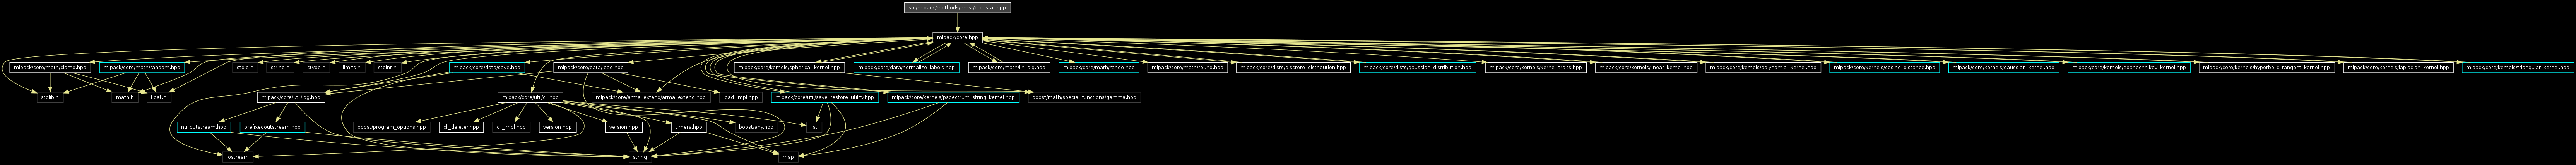 src/mlpack/methods/emst/dtb_stat.hpp
mlpack/core.hpp
mlpack/core/math/clamp.hpp
mlpack/core/math/random.hpp
stdio.h
string.h
ctype.h
limits.h
stdint.h
mlpack/core/data/save.hpp
mlpack/core/data/load.hpp
mlpack/core/kernels/spherical_kernel.hpp
mlpack/core/data/normalize_labels.hpp
mlpack/core/math/lin_alg.hpp
mlpack/core/math/range.hpp
mlpack/core/math/round.hpp
mlpack/core/dists/discrete_distribution.hpp
mlpack/core/dists/gaussian_distribution.hpp
mlpack/core/kernels/kernel_traits.hpp
mlpack/core/kernels/linear_kernel.hpp
mlpack/core/kernels/polynomial_kernel.hpp
mlpack/core/kernels/cosine_distance.hpp
mlpack/core/kernels/gaussian_kernel.hpp
mlpack/core/kernels/epanechnikov_kernel.hpp
mlpack/core/kernels/hyperbolic_tangent_kernel.hpp
mlpack/core/kernels/laplacian_kernel.hpp
mlpack/core/kernels/triangular_kernel.hpp
stdlib.h
math.h
float.h
mlpack/core/util/log.hpp
mlpack/core/util/cli.hpp
mlpack/core/arma_extend/arma_extend.hpp
load_impl.hpp
mlpack/core/util/save_restore_utility.hpp
mlpack/core/kernels/pspectrum_string_kernel.hpp
boost/math/special_functions/gamma.hpp
nulloutstream.hpp
prefixedoutstream.hpp
boost/program_options.hpp
cli_deleter.hpp
cli_impl.hpp
version.hpp
version.hpp
timers.hpp
boost/any.hpp
list
iostream
string
map